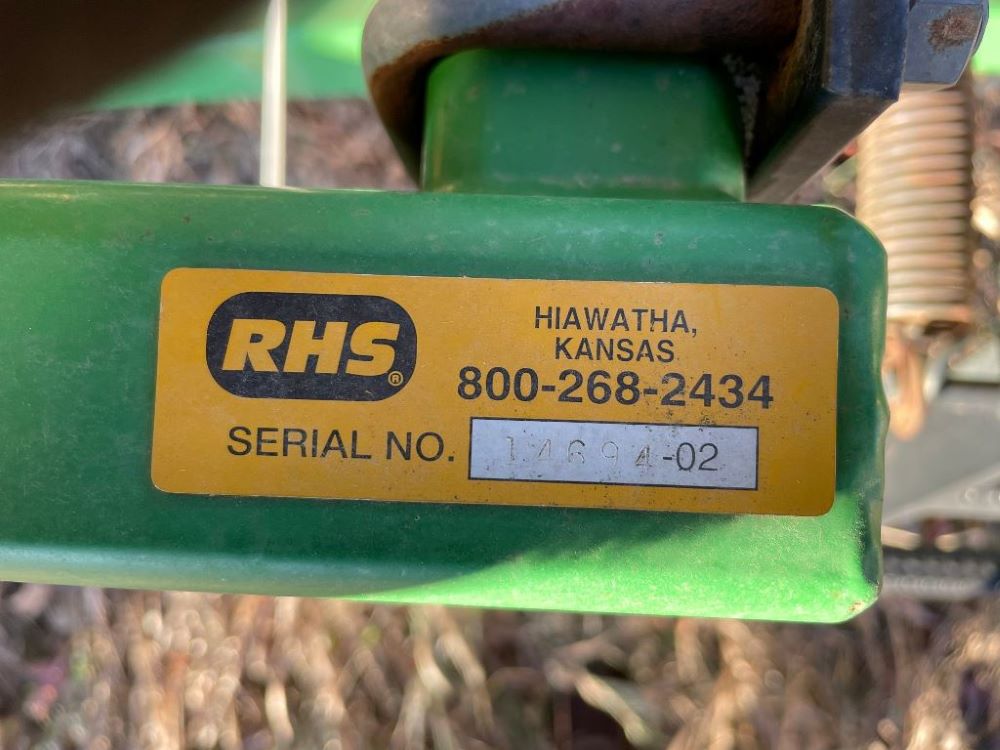 RHS®
HIAWATHA,
KANSAS
800-268-2434
SERIAL NO. 14694-02